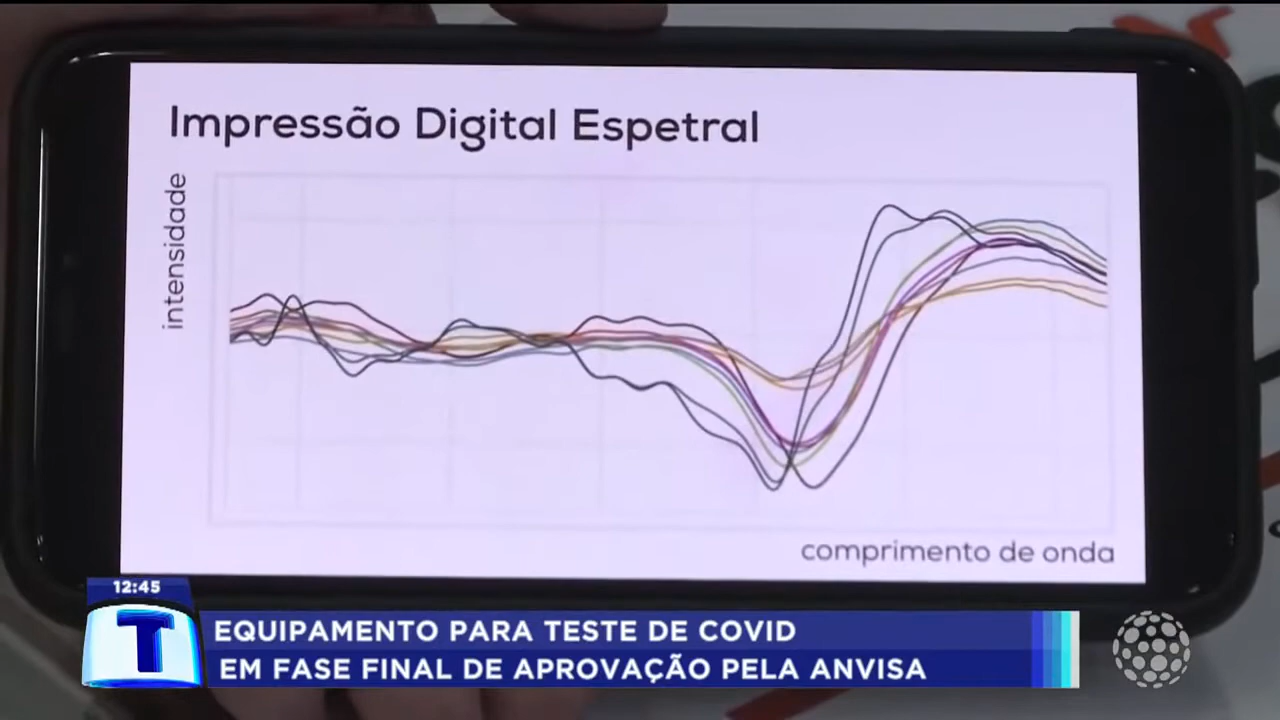 Impressão Digital Espetral
intensidade
comprimento de onda
12:45
T
EQUIPAMENTO PARA TESTE DE COVID
EM FASE FINAL DE APROVAÇÃO PELA ANVISA